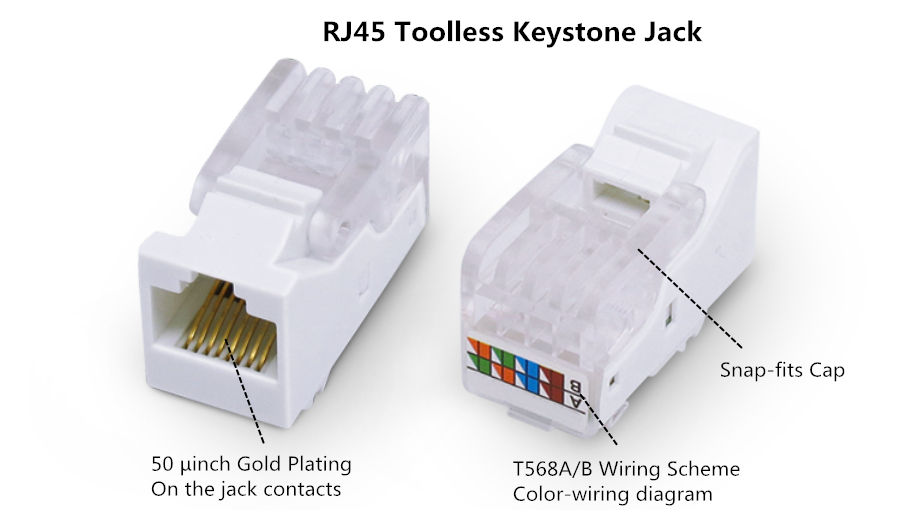 RJ45 Toolless Keystone Jack
Snap-fits Cap
B
A
50 μinch Gold Plating
On the jack contacts
T568A/B Wiring Scheme
Color-wiring diagram